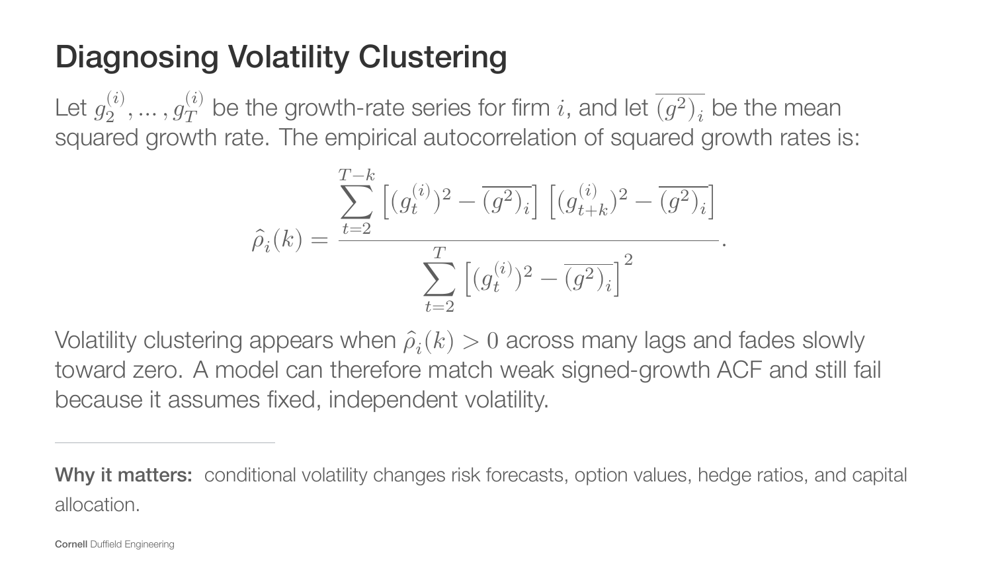 Diagnosing Volatility Clustering
Let $g_2^{(i)}, \ldots, g_T^{(i)}$ be the growth-rate series for firm $i$, and let $\overline{(g^2)}_i$ be the mean
squared growth rate. The empirical autocorrelation of squared growth rates is:
$\hat{\rho}_i(k) = \frac{\sum_{t=2}^{T-k} \left[(g_t^{(i)})^2 - \overline{(g^2)}_i\right] \left[(g_{t+k}^{(i)})^2 - \overline{(g^2)}_i\right]}{\sum_{t=2}^{T} \left[(g_t^{(i)})^2 - \overline{(g^2)}_i\right]^2}.$
Volatility clustering appears when $\hat{\rho}_i(k) > 0$ across many lags and fades slowly
toward zero. A model can therefore match weak signed-growth ACF and still fail
because it assumes fixed, independent volatility.
Why it matters: conditional volatility changes risk forecasts, option values, hedge ratios, and capital
allocation.
Cornell Duffield Engineering